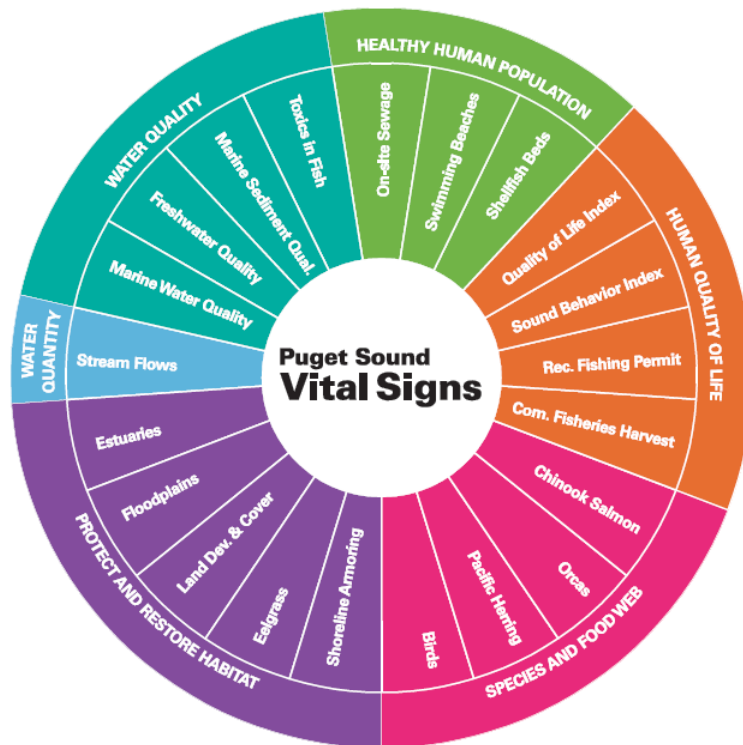 HEALTHY HUMAN POPULATION
On-site Sewage
Swimming Beaches
Shellfish Beds
HUMAN QUALITY OF LIFE
Quality of Life Index
Sound Behavior Index
Rec. Fishing Permit
Com. Fisheries Harvest
SPECIES AND FOOD WEB
Chinook Salmon
Orcas
Pacific Herring
Birds
PROTECT AND RESTORE HABITAT
Shoreline Armoring
Eelgrass
Land Dev. & Cover
Floodplains
Estuaries
WATER
QUANTITY
Stream Flows
WATER QUALITY
Marine Water Quality
Freshwater Quality
Marine Sediment Qual.
Toxics in Fish
Puget Sound
Vital Signs